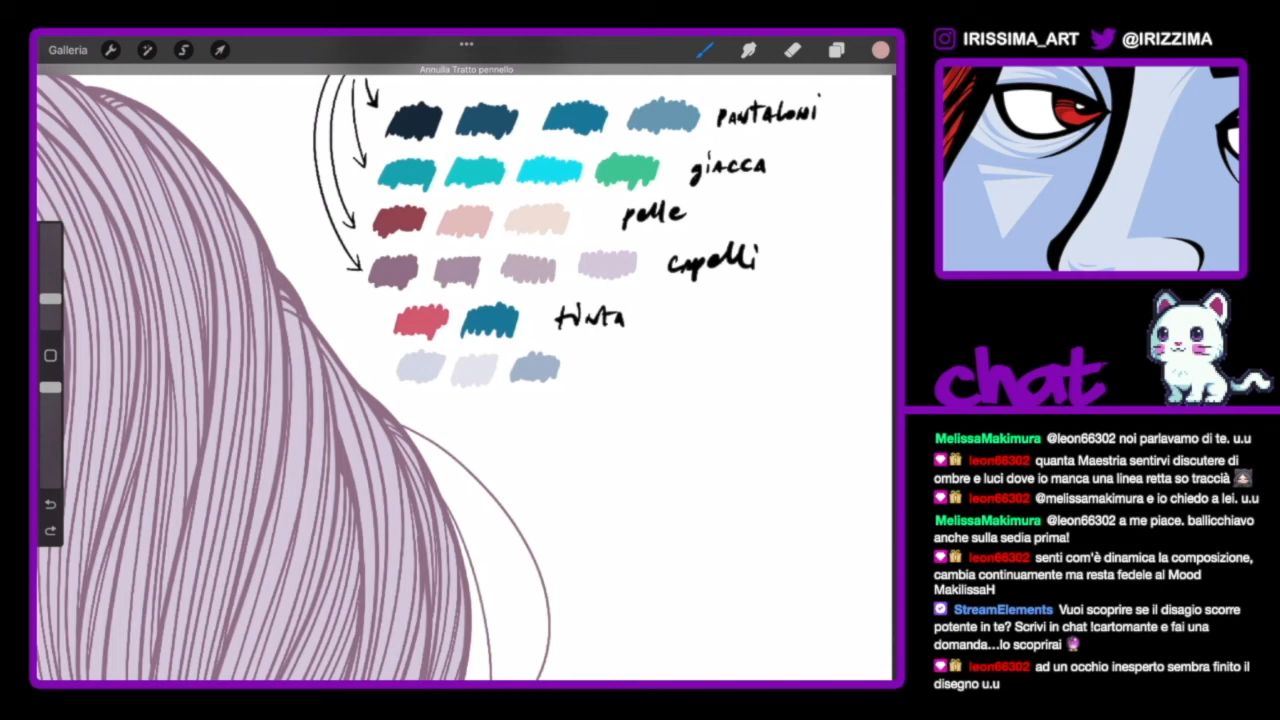 Galleria
Annulla Tratto pennello
pantaloni
giacca
pelle
capelli
tinta
IRISSIMA_ART @IRIZZIMA
chat
MelissaMakimura @leon66302 noi parlavamo di te. u.u
leon66302 quanta Maestria sentirvi discutere di
ombre e luci dove io manca una linea retta so traccià
leon66302 @melissamakimura e io chiedo a lei. u.u
MelissaMakimura @leon66302 a me piace. ballicchiavo
anche sulla sedia prima!
leon66302 senti com'è dinamica la composizione,
cambia continuamente ma resta fedele al Mood
MakilissaH
StreamElements Vuoi scoprire se il disagio scorre
potente in te? Scrivi in chat !cartomante e fai una
domanda...lo scoprirai
leon66302 ad un occhio inesperto sembra finito il
disegno u.u